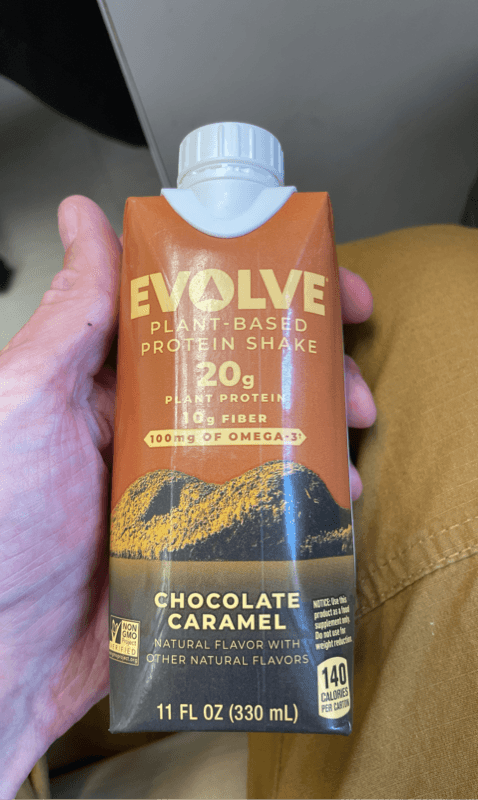 EVOLVE
PLANT-BASED
PROTEIN SHAKE
20g
PLANT PROTEIN
10g FIBER
100mg OF OMEGA-3†
CHOCOLATE
CARAMEL
NATURAL FLAVOR WITH
OTHER NATURAL FLAVORS
NON
GMO
Project
VERIFIED
NOTICE: Use this
product as a food
supplement only.
Do not use for
weight reduction.
140
CALORIES
PER CARTON
11 FL OZ (330 mL)